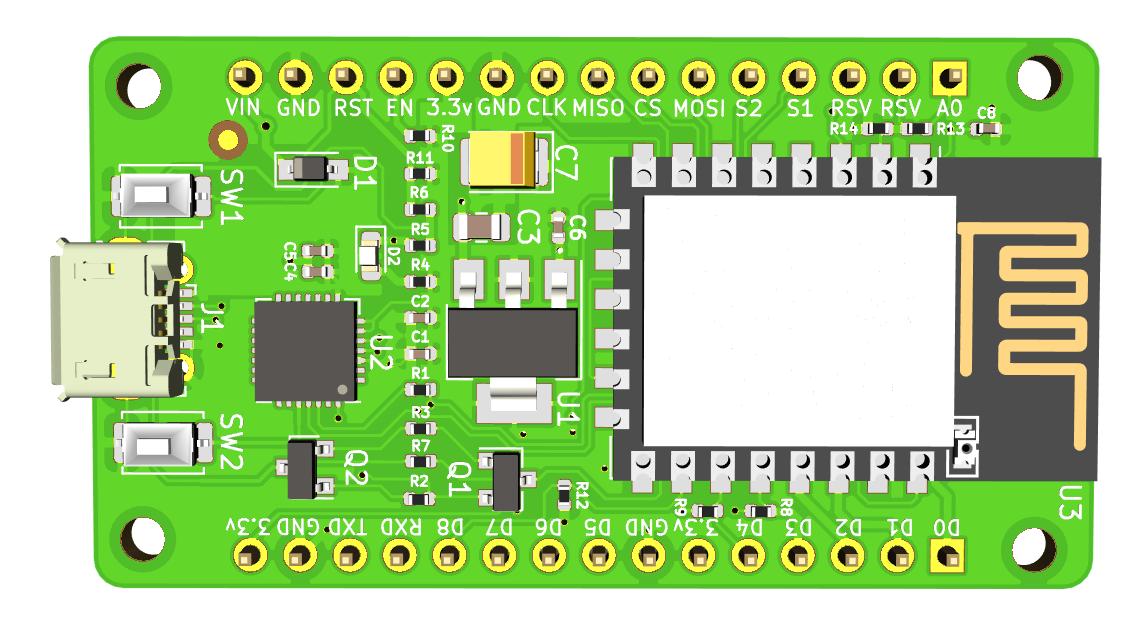 VIN GND RST EN 3.3v GND CLK MISO CS MOSI S2 S1 RSV RSV A0
R14 R13 C8
R10
R11
D1
C7
SW1
R6
C3
C6
R5
D2
C5
C4
R4
J1
C2
U2
C1
R1
U1
R3
SW2
R7
Q2
Q1
R2
R12
R9
R8
U3
3.3v GND TXD RXD D8 D7 D6 D5 GND 3.3v D4 D3 D2 D1 D0